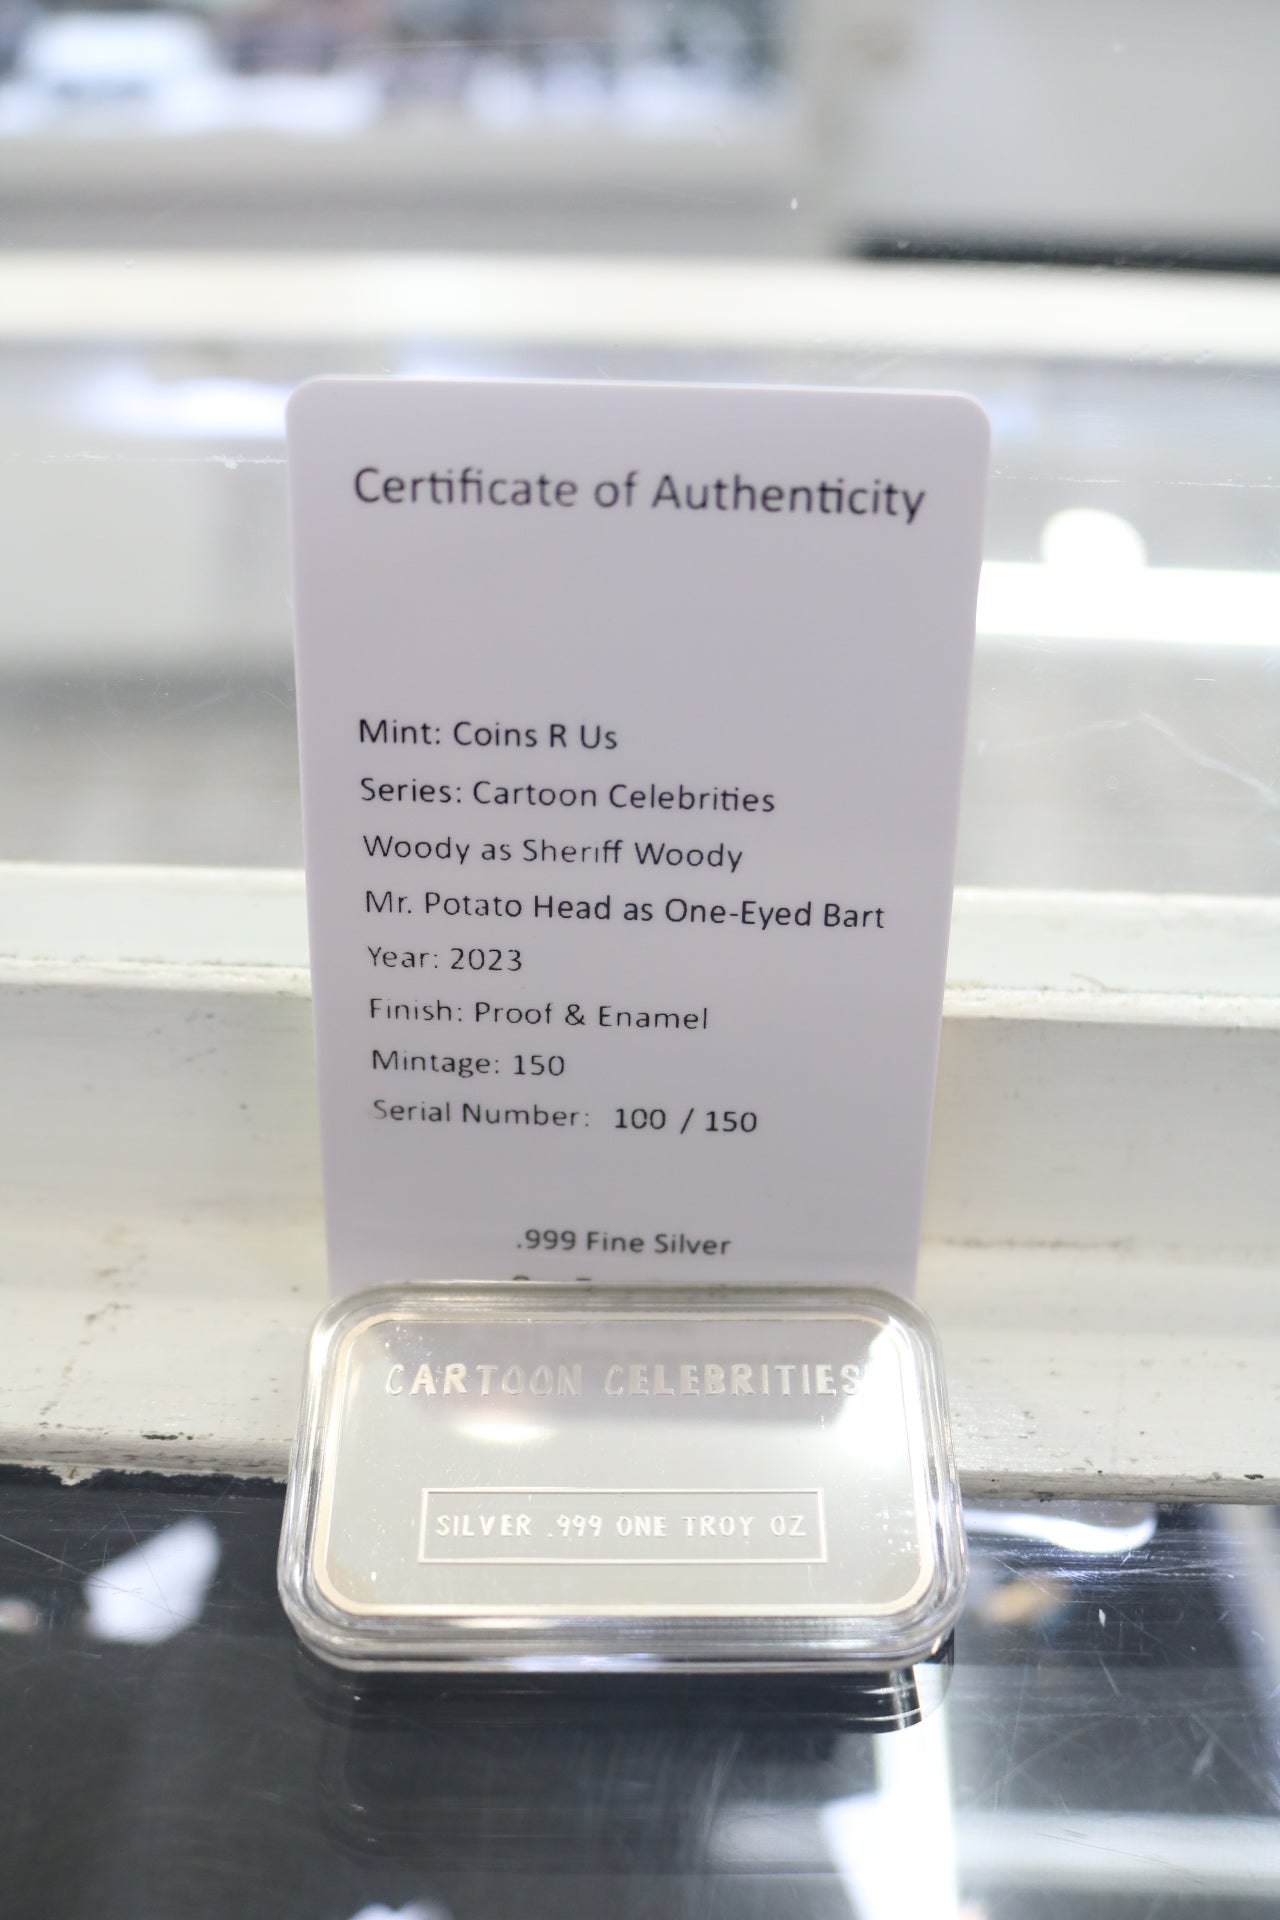 Certificate of Authenticity
Mint: Coins R Us
Series: Cartoon Celebrities
Woody as Sheriff Woody
Mr. Potato Head as One-Eyed Bart
Year: 2023
Finish: Proof & Enamel
Mintage: 150
Serial Number: 100 / 150
.999 Fine Silver
CARTOON CELEBRITIES
SILVER .999 ONE TROY OZ